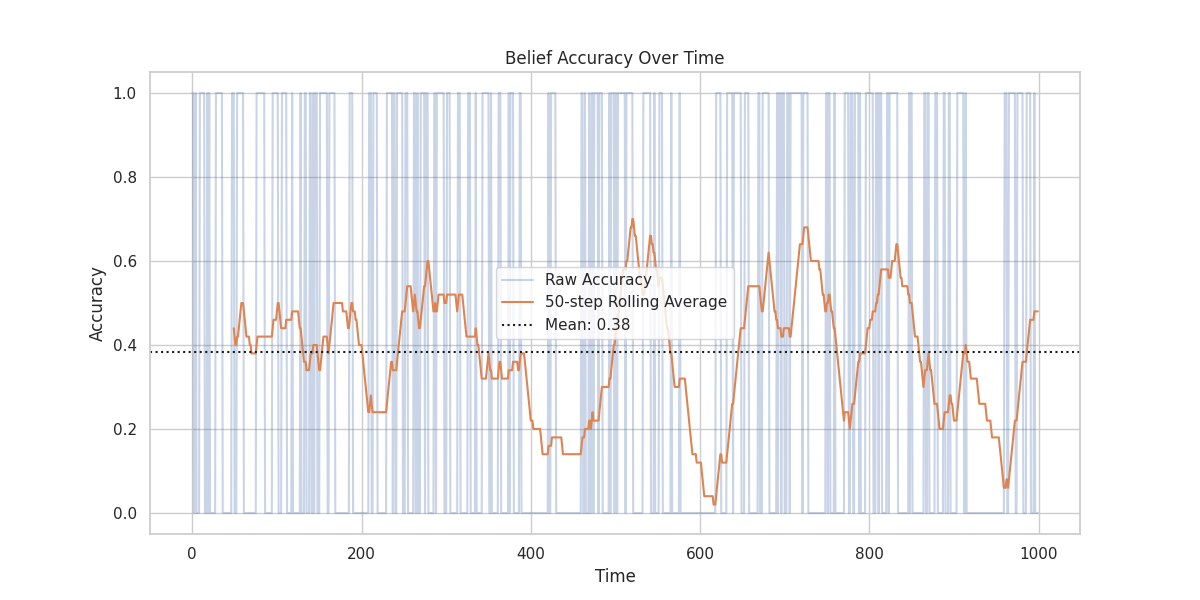 Belief Accuracy Over Time
1.0
0.8
0.6
0.4
0.2
0.0
Accuracy
Raw Accuracy
50-step Rolling Average
Mean: 0.38
0
200
400
600
800
1000
Time